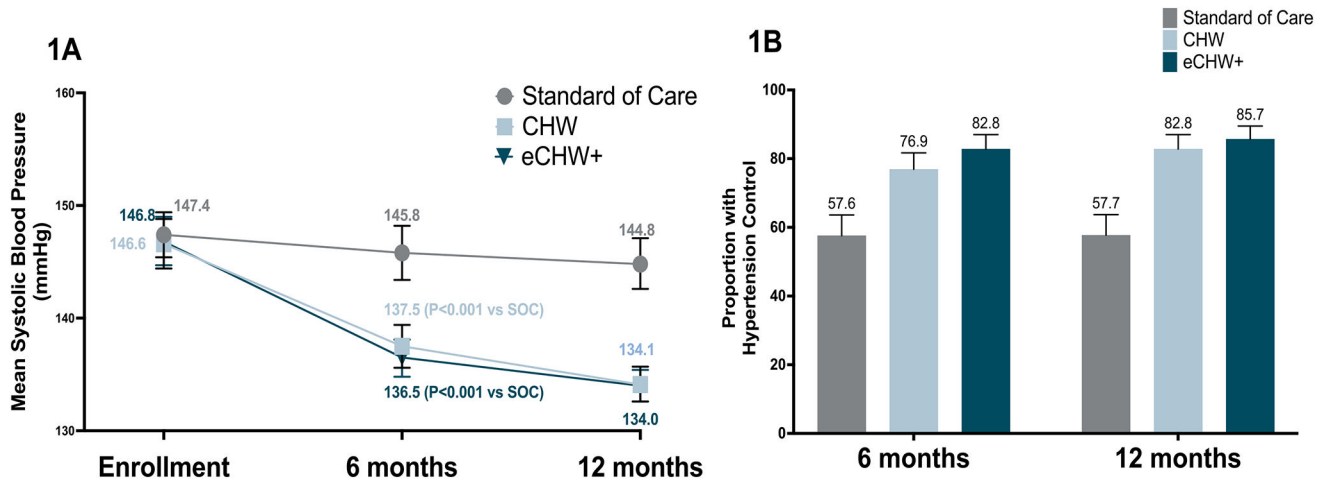 1A
Mean Systolic Blood Pressure
(mmHg)
160
150
140
130
Standard of Care
CHW
eCHW+
146.8
147.4
146.6
145.8
144.8
137.5 (P<0.001 vs SOC)
136.5 (P<0.001 vs SOC)
134.1
134.0
Enrollment
6 months
12 months
1B
Standard of Care
CHW
eCHW+
Proportion with
Hypertension Control
100
80
60
40
20
0
57.6
76.9
82.8
57.7
82.8
85.7
6 months
12 months